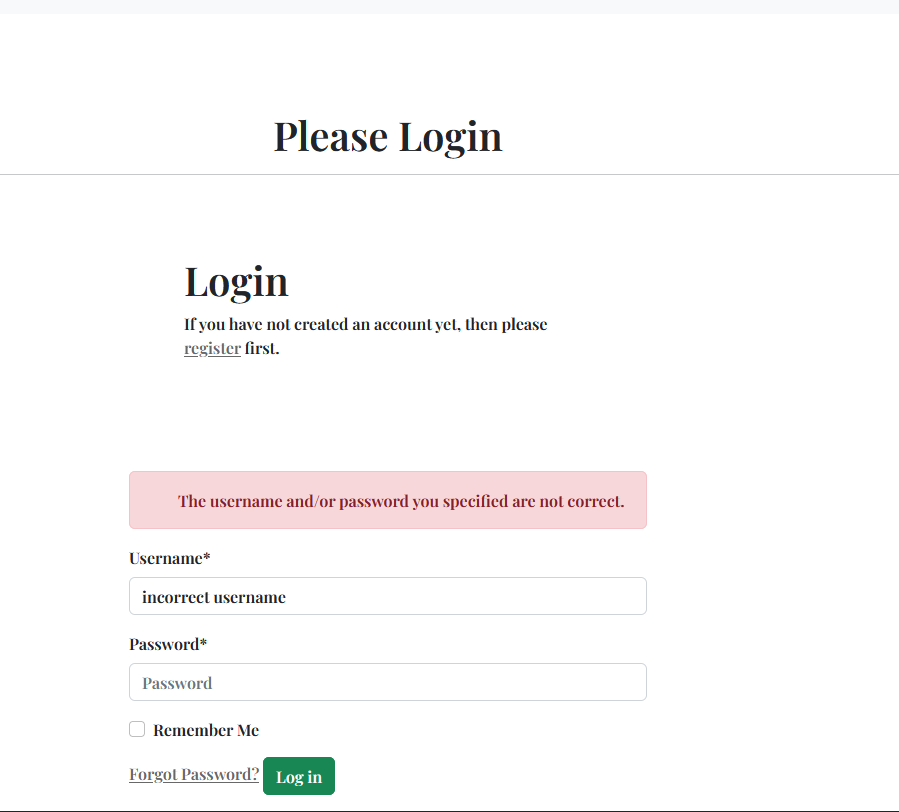 Please Login
Login
If you have not created an account yet, then please
register first.
The username and/or password you specified are not correct.
Username*
incorrect username
Password*
Password
Remember Me
Forgot Password? Log in